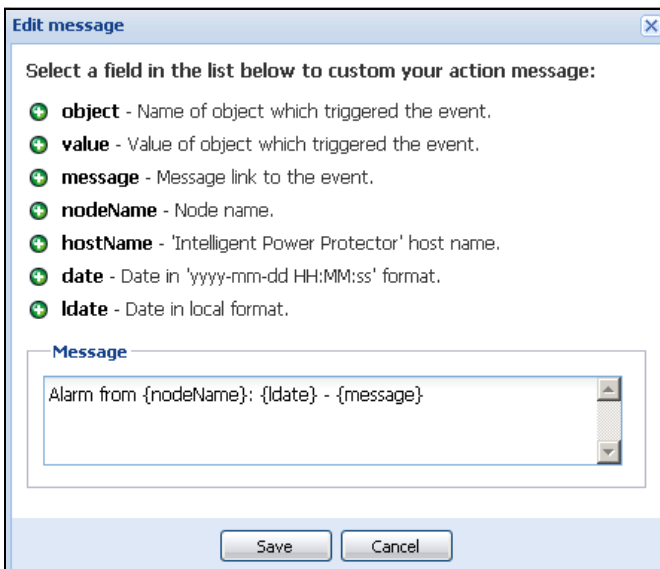 Edit message
Select a field in the list below to custom your action message:
object - Name of object which triggered the event.
value - Value of object which triggered the event.
message - Message link to the event.
nodeName - Node name.
hostName - 'Intelligent Power Protector' host name.
date - Date in 'yyyy-mm-dd HH:MM:ss' format.
ldate - Date in local format.
Message
Alarm from {nodeName}: {ldate} - {message}
Save Cancel